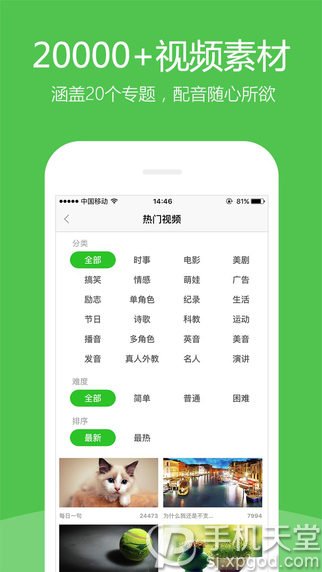 20000+视频素材
涵盖20个专题，配音随心所欲
中国移动 14:46 81%
热门视频
分类
全部 时事 电影 美剧
搞笑 情感 萌娃 广告
励志 单角色 纪录 生活
节日 诗歌 科教 运动
播音 多角色 英音 美音
发音 真人外教 名人 演讲
难度
全部 简单 普通 困难
排序
最新 最热
每日一句 24473 为什么我还是不支... 7994
手机天堂
sj.xpgod.com